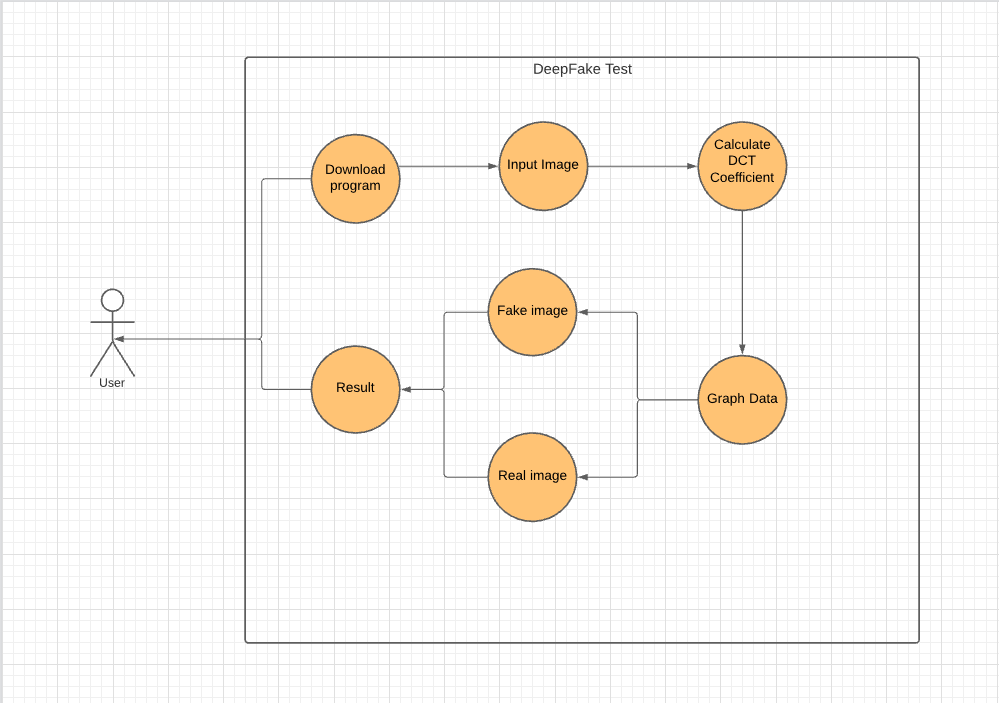 DeepFake Test
Download
program
Input Image
Calculate
DCT
Coefficient
Fake image
User
Result
Graph Data
Real image